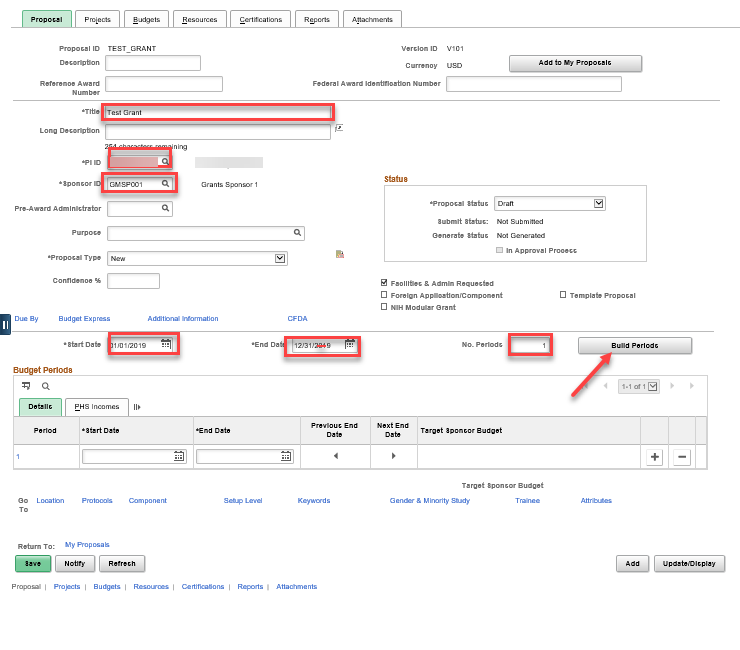 Proposal Projects Budgets Resources Certifications Reports Attachments
Proposal ID TEST_GRANT Version ID V101
Description Currency USD Add to My Proposals
Reference Award Number Federal Award Identification Number
*Title Test Grant
Long Description
254 characters remaining
*PI ID
*Sponsor ID GMSP001 Grants Sponsor 1
Status
Pre-Award Administrator *Proposal Status Draft
Submit Status: Not Submitted
Purpose Generate Status Not Generated
In Approval Process
*Proposal Type New
Confidence %
Facilities & Admin Requested
Foreign Application/Component Template Proposal
NIH Modular Grant
Due By Budget Express Additional Information CFDA
*Start Date 01/01/2019 *End Date 12/31/2019 No. Periods 1 Build Periods
Budget Periods
1-1 of 1
Details PHS Incomes
Period *Start Date *End Date Previous End Date Next End Date Target Sponsor Budget
1
Target Sponsor Budget
Go To Location Protocols Component Setup Level Keywords Gender & Minority Study Trainee Attributes
Return To: My Proposals
Save Notify Refresh Add Update/Display
Proposal | Projects | Budgets | Resources | Certifications | Reports | Attachments